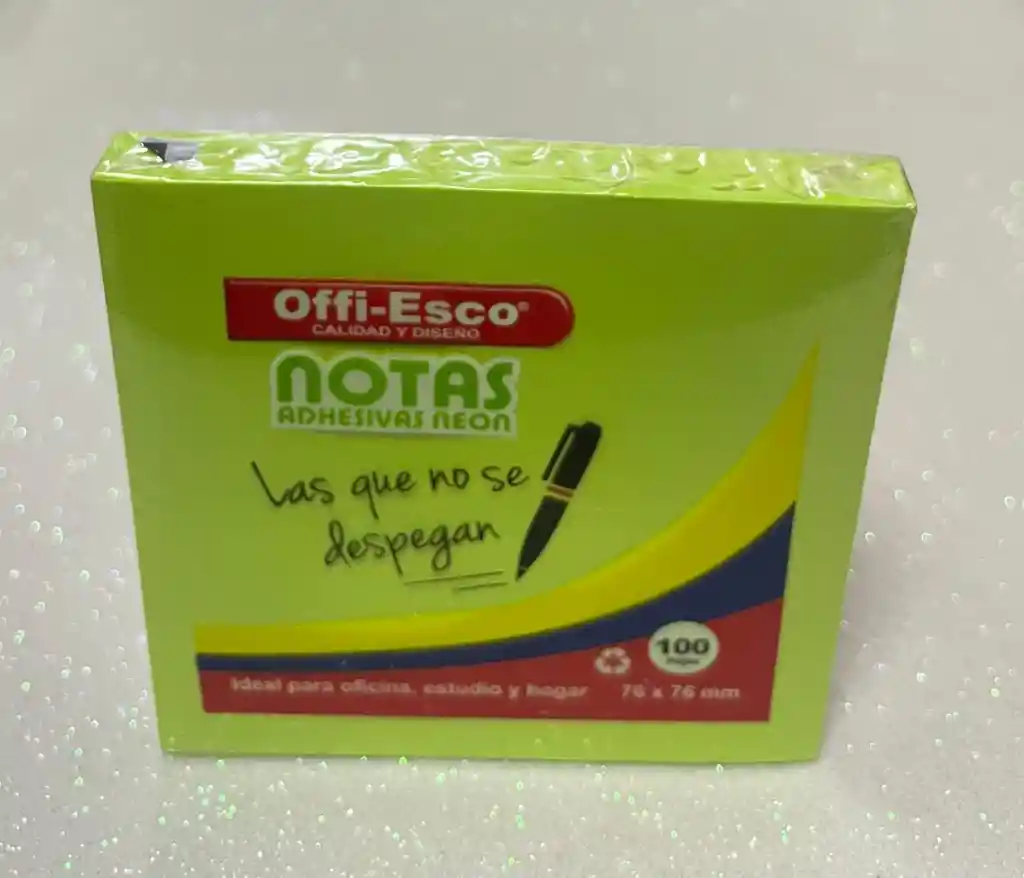 Offi-Esco®
CALIDAD Y DISEÑO
NOTAS
ADHESIVAS NEON
Las que no se
despegan
100
hojas
Ideal para oficina, estudio y hogar 76 x 76 mm